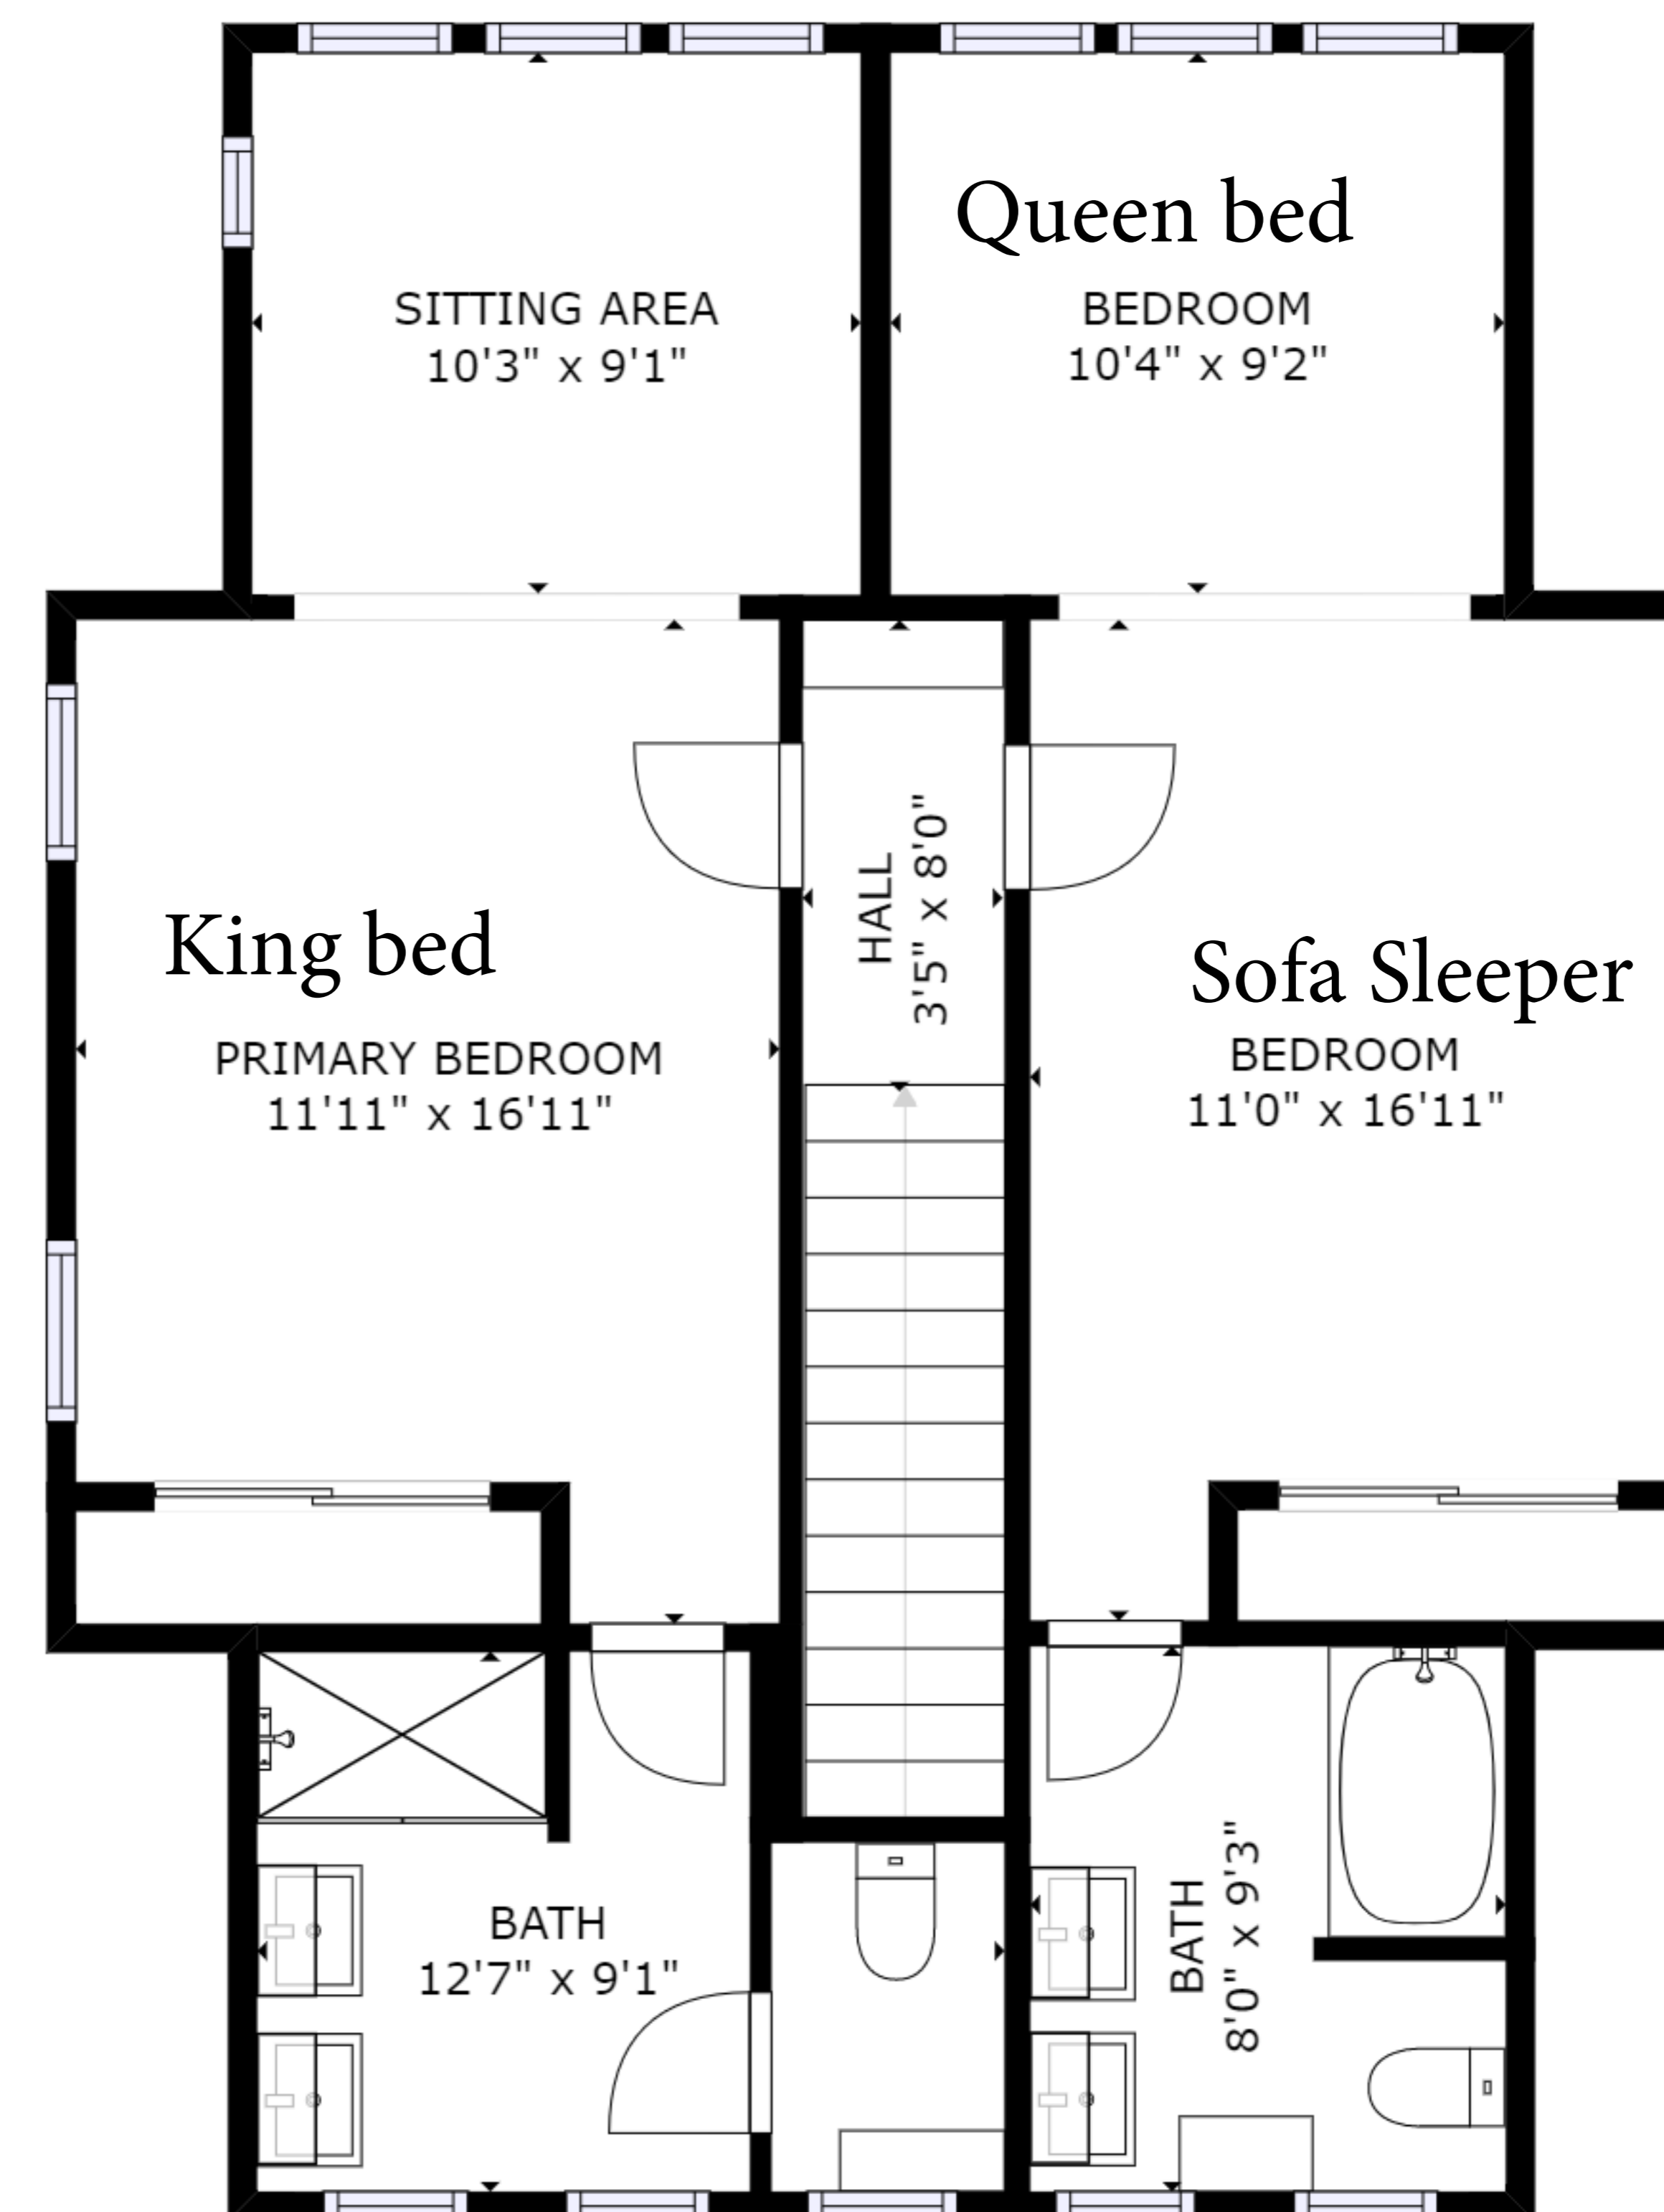 Queen bed
SITTING AREA
10'3" x 9'1"
BEDROOM
10'4" x 9'2"
HALL
3'5" x 8'0"
King bed
PRIMARY BEDROOM
11'11" x 16'11"
Sofa Sleeper
BEDROOM
11'0" x 16'11"
BATH
12'7" x 9'1"
BATH
8'0" x 9'3"